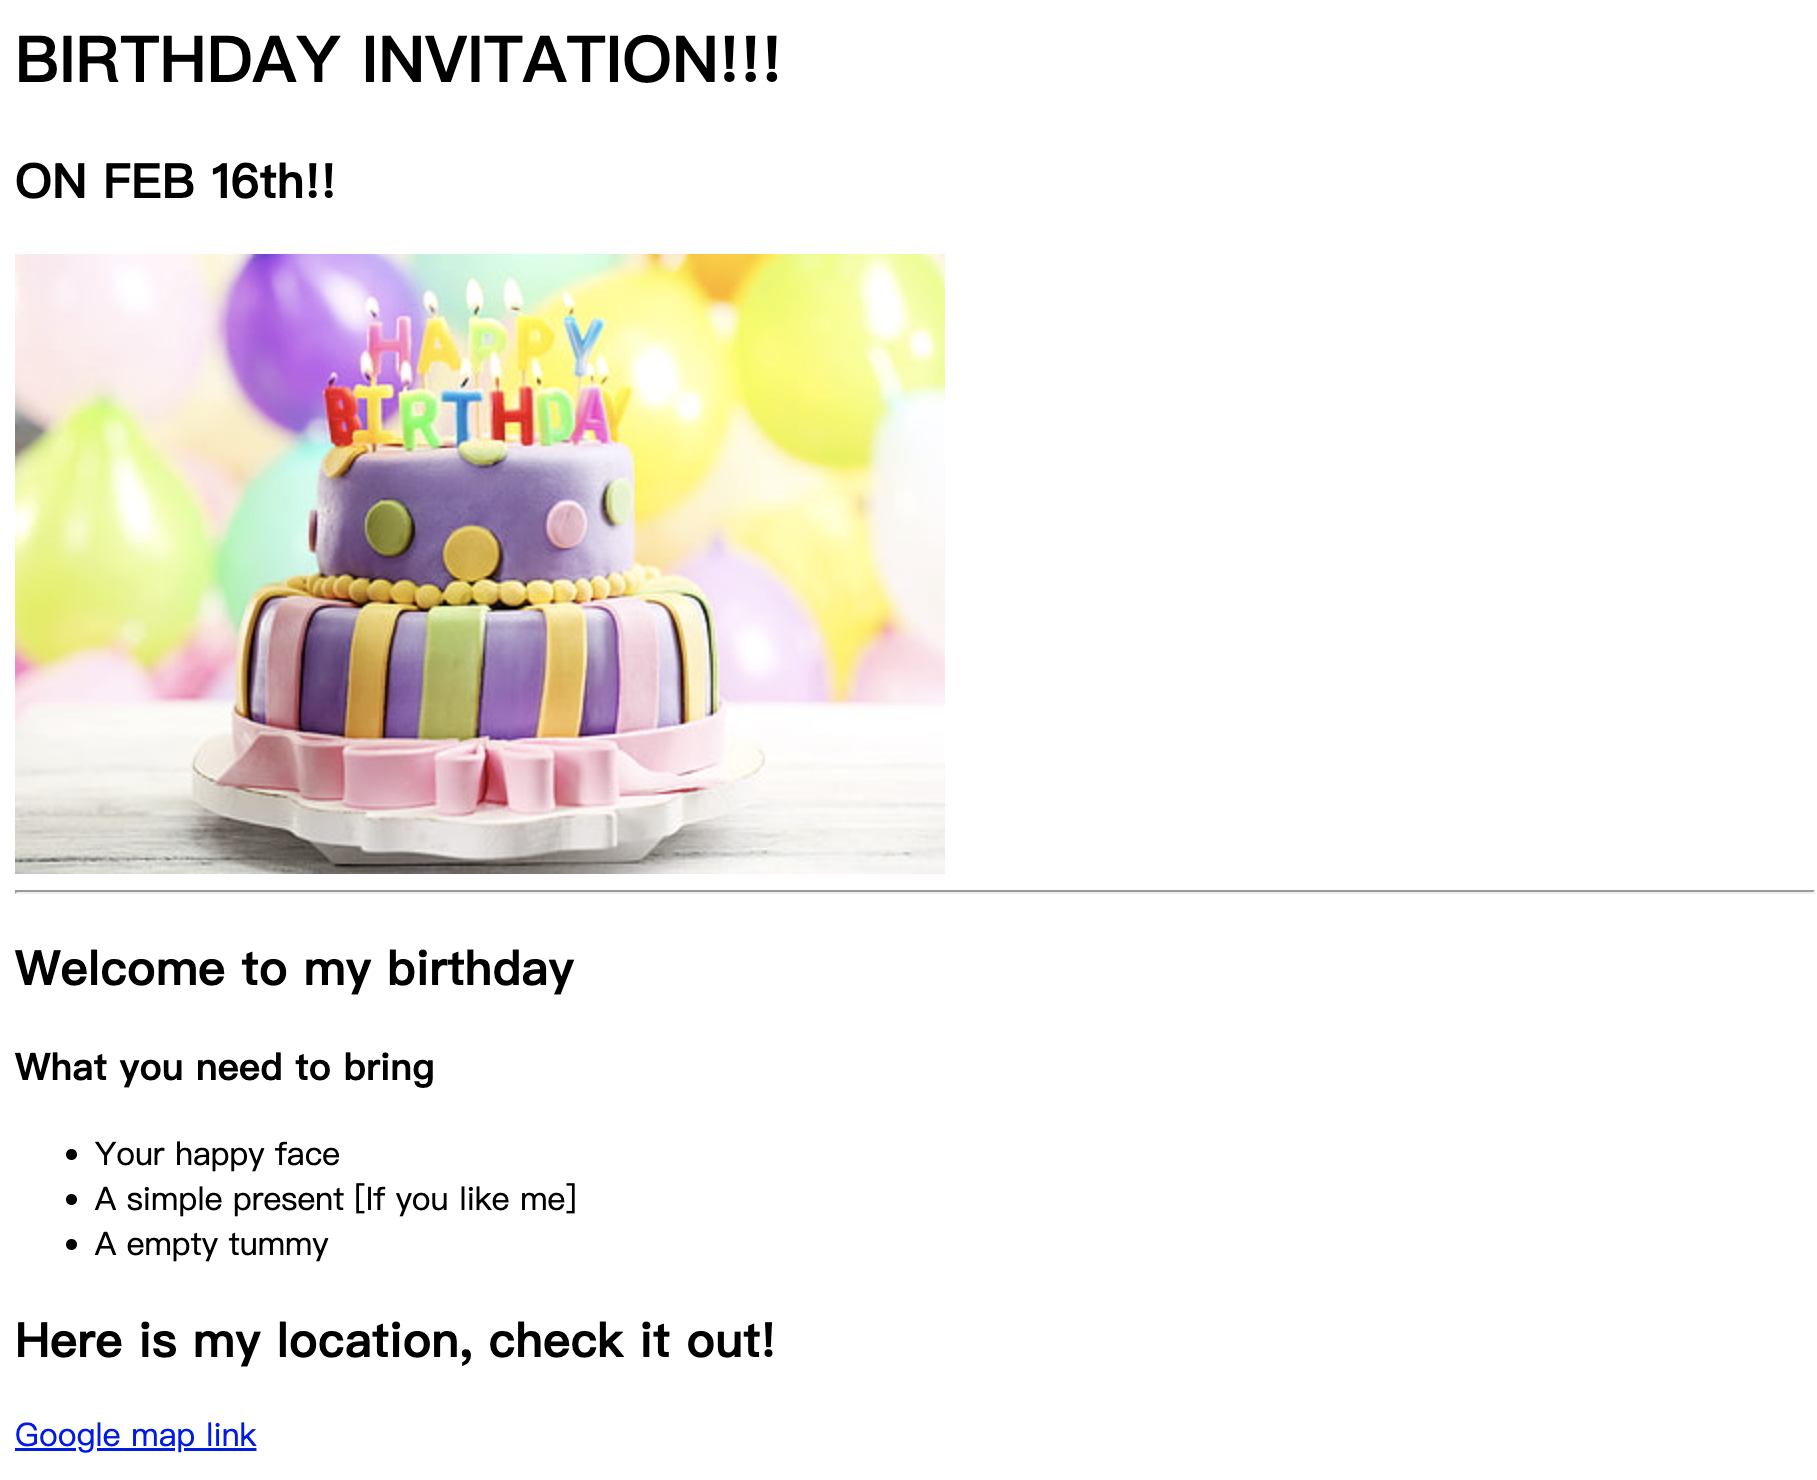 BIRTHDAY INVITATION!!!
ON FEB 16th!!
HAPPY
BIRTHDAY
Welcome to my birthday
What you need to bring
Your happy face
A simple present [If you like me]
A empty tummy
Here is my location, check it out!
Google map link